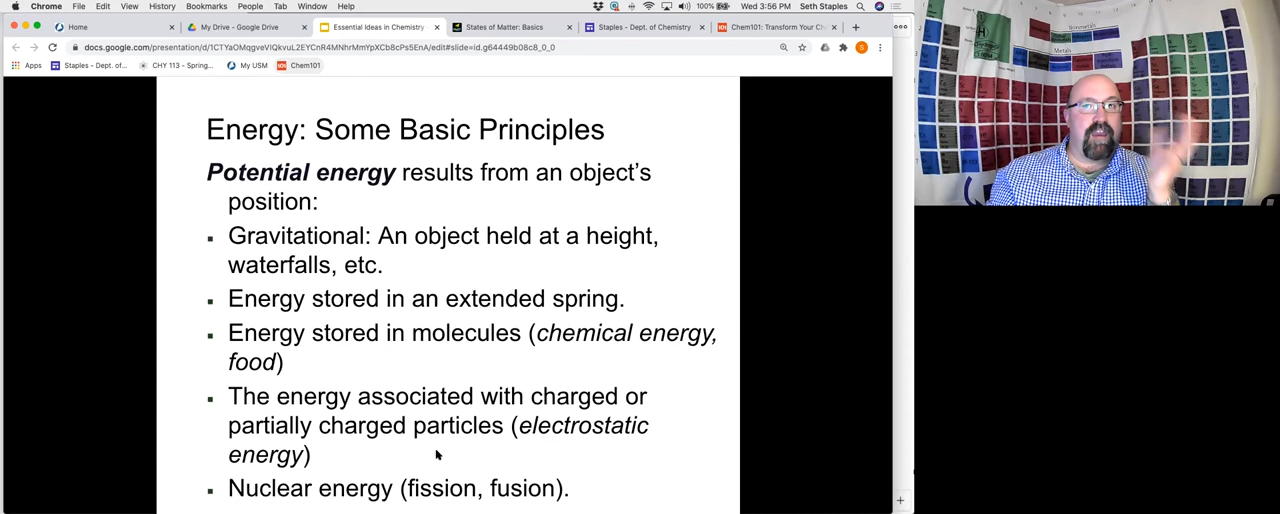 Chrome File Edit View History Bookmarks People Tab Window Help 100% Wed 3:56 PM Seth Staples
Home My Drive - Google Drive Essential Ideas in Chemistry States of Matter: Basics Staples - Dept. of Chemistry Chem101: Transform Your Ch
docs.google.com/presentation/d/1CTYaOMqgveVlQkvuL2EYCnR4MNhrMmYpXCb8cPs5EnA/edit#slide=id.g64449b08c8_0_0
Apps Staples - Dept. of... CHY 113 - Spring... My USM Chem101
Energy: Some Basic Principles
Potential energy results from an object’s
position:
▪ Gravitational: An object held at a height,
waterfalls, etc.
▪ Energy stored in an extended spring.
▪ Energy stored in molecules (chemical energy,
food)
▪ The energy associated with charged or
partially charged particles (electrostatic
energy)
▪ Nuclear energy (fission, fusion).
Nonmetals
Metals